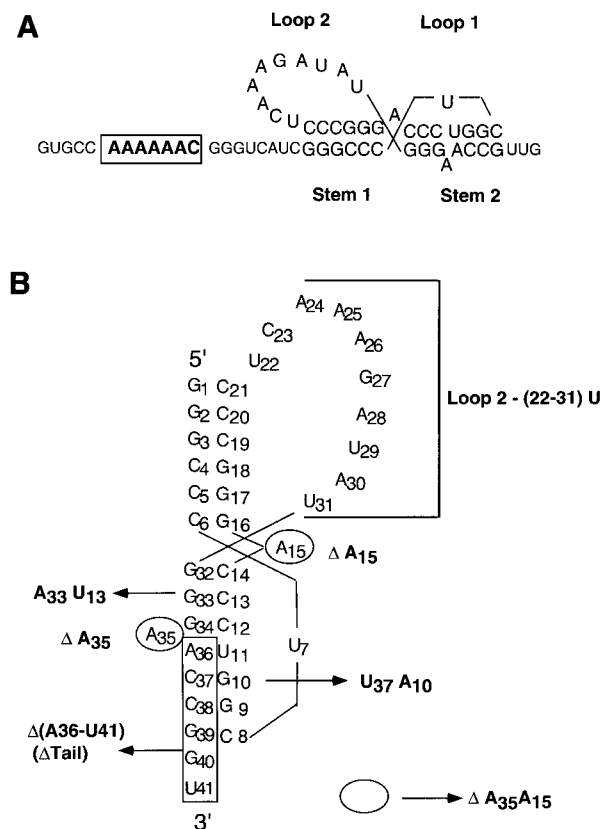 A
Loop 2
Loop 1
A A A C U
A G A U A U
A
U
CCCGGG
CCC UGGC
GUGCC AAAAAAC GGGUCAUC GGGCCC GGG ACCG UUG
A
Stem 1
Stem 2
B
5'
G1 C21
G2 C20
G3 C19
C4 G18
C5 G17
C6 G16
U22
C23
A24
A25
A26
G27
A28
U29
A30
U31
Loop 2 - (22-31) U
A15
Δ A15
G32 C14
A33 U13
G33 C13
G34 C12
Δ A35
A35
A36 U11
U7
C37 G10
U37 A10
C38 G 9
G39 C 8
Δ(A36-U41)
(ΔTail)
G40
U41
3'
Δ A35A15